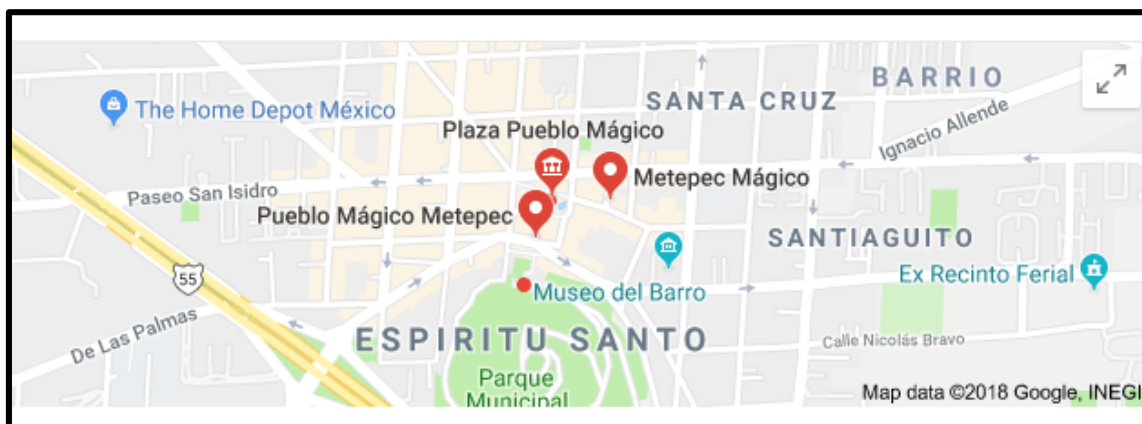 BARRIO
SANTA CRUZ
The Home Depot México
Plaza Pueblo Mágico
Ignacio Allende
Metepec Mágico
Paseo San Isidro
Pueblo Mágico Metepec
SANTIAGUITO
55
Ex Recinto Ferial
Museo del Barro
De Las Palmas
ESPIRITU SANTO
Calle Nicolás Bravo
Parque
Municipal
Map data ©2018 Google, INEGI